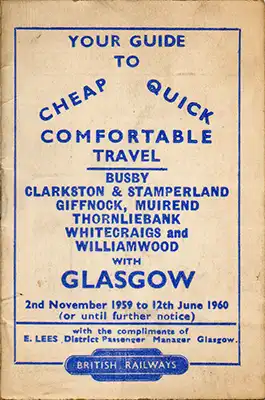 YOUR GUIDE
TO
CHEAP QUICK
COMFORTABLE
TRAVEL
BUSBY
CLARKSTON & STAMPERLAND
GIFFNOCK, MUIREND
THORNLIEBANK
WHITECRAIGS and
WILLIAMWOOD
WITH
GLASGOW
2nd November 1959 to 12th June 1960
(or until further notice)
with the compliments of
E. LEES District Passenger Manager Glasgow.
BRITISH RAILWAYS